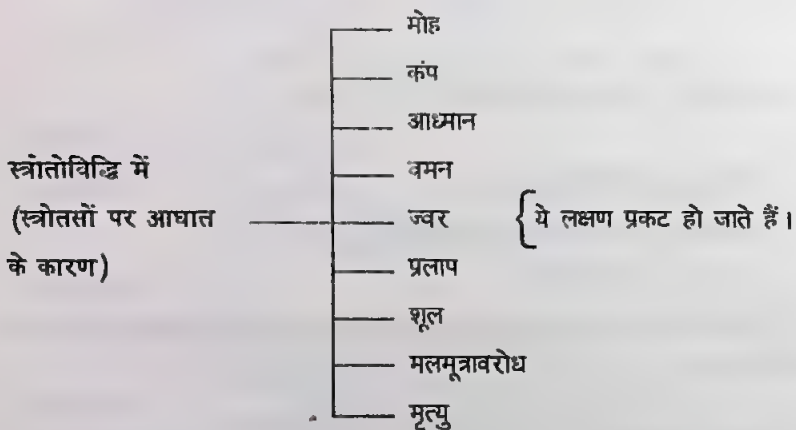 मोह
कंप
आध्मान
स्त्रोतोविद्धि में
वमन
(स्त्रोतसों पर आघात
ज्वर
{ ये लक्षण प्रकट हो जाते हैं।
के कारण)
प्रलाप
शूल
मलमूत्रावरोध
मृत्यु